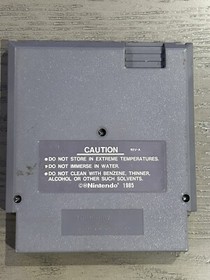 CAUTION REV-A
•DO NOT STORE IN EXTREME TEMPERATURES.
•DO NOT IMMERSE IN WATER.
•DO NOT CLEAN WITH BENZENE, THINNER,
ALCOHOL OR OTHER SUCH SOLVENTS.
©®Nintendo® 1985